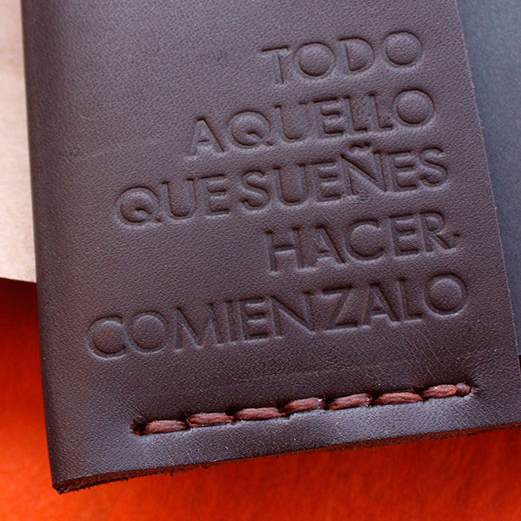 TODO
AQUELLO
QUE SUEÑES
HACER
COMIENZALO